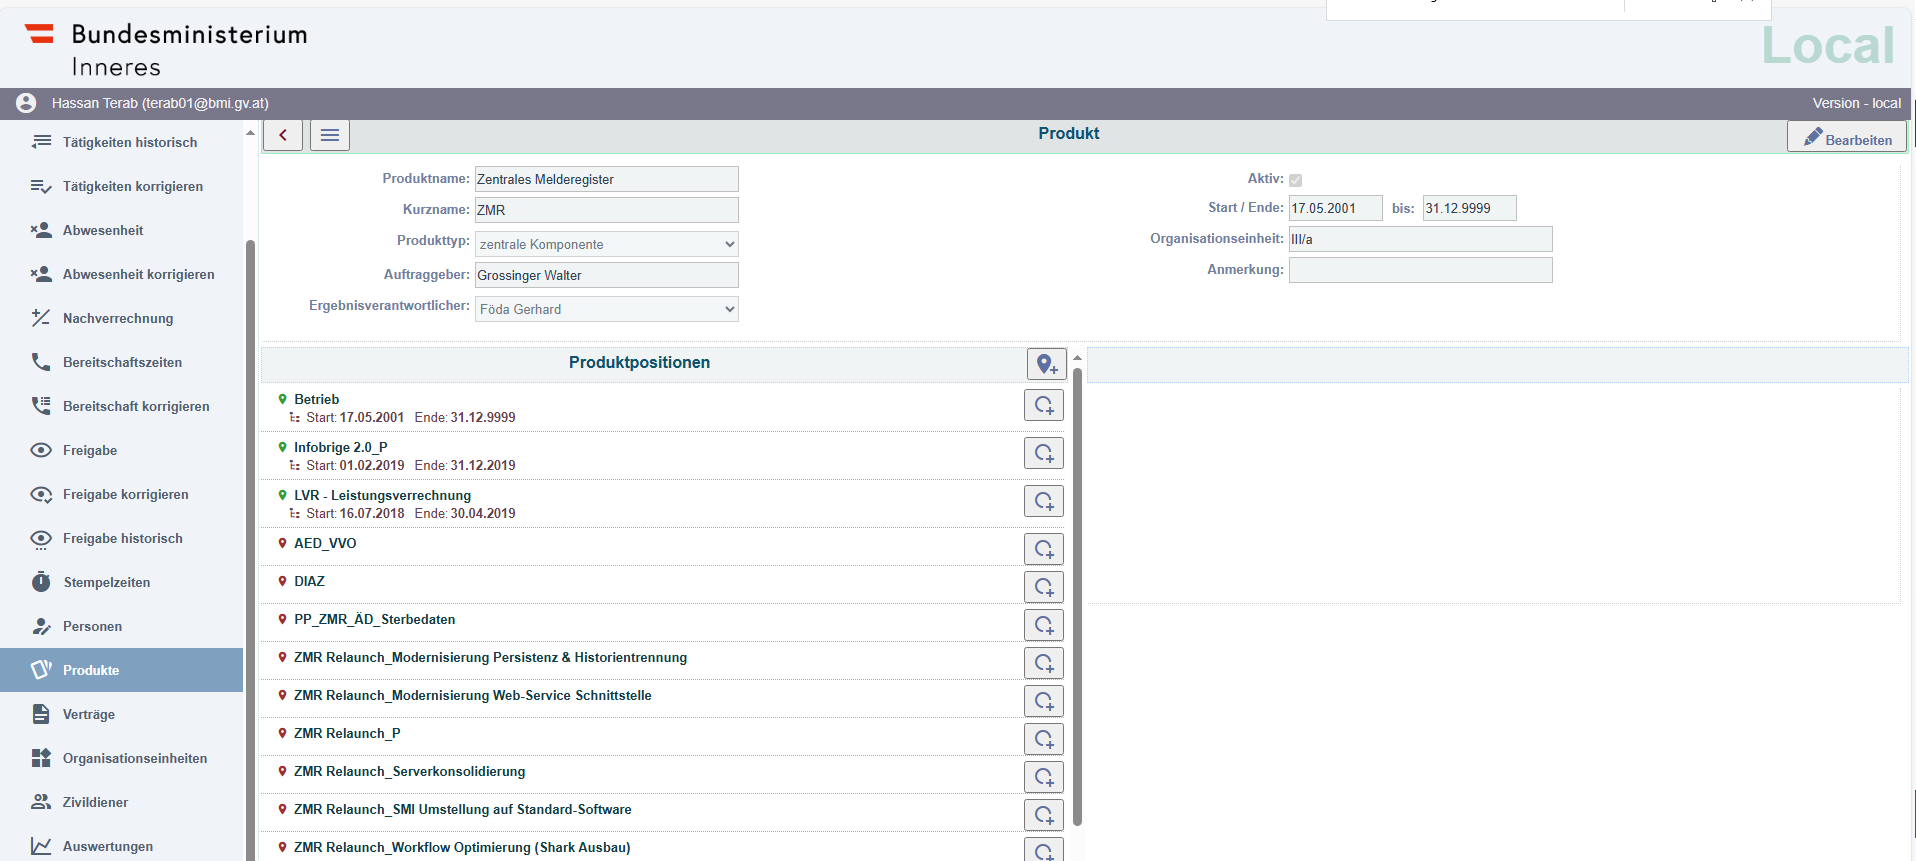 Bundesministerium
Inneres
Local
Hassan Terab (terab01@bmi.gv.at)
Version - local
Tätigkeiten historisch
Tätigkeiten korrigieren
Abwesenheit
Abwesenheit korrigieren
Nachverrechnung
Bereitschaftszeiten
Bereitschaft korrigieren
Freigabe
Freigabe korrigieren
Freigabe historisch
Stempelzeiten
Personen
Produkte
Verträge
Organisationseinheiten
Zivildiener
Auswertungen
Produkt
Bearbeiten
Produktname: Zentrales Melderegister
Kurzname: ZMR
Produkttyp: zentrale Komponente
Auftraggeber: Grossinger Walter
Ergebnisverantwortlicher: Föda Gerhard
Aktiv:
Start / Ende: 17.05.2001 bis: 31.12.9999
Organisationseinheit: III/a
Anmerkung:
Produktpositionen
Betrieb
Start: 17.05.2001 Ende: 31.12.9999
Infobrige 2.0_P
Start: 01.02.2019 Ende: 31.12.2019
LVR - Leistungsverrechnung
Start: 16.07.2018 Ende: 30.04.2019
AED_VVO
DIAZ
PP_ZMR_ÄD_Sterbedaten
ZMR Relaunch_Modernisierung Persistenz & Historientrennung
ZMR Relaunch_Modernisierung Web-Service Schnittstelle
ZMR Relaunch_P
ZMR Relaunch_Serverkonsolidierung
ZMR Relaunch_SMI Umstellung auf Standard-Software
ZMR Relaunch_Workflow Optimierung (Shark Ausbau)